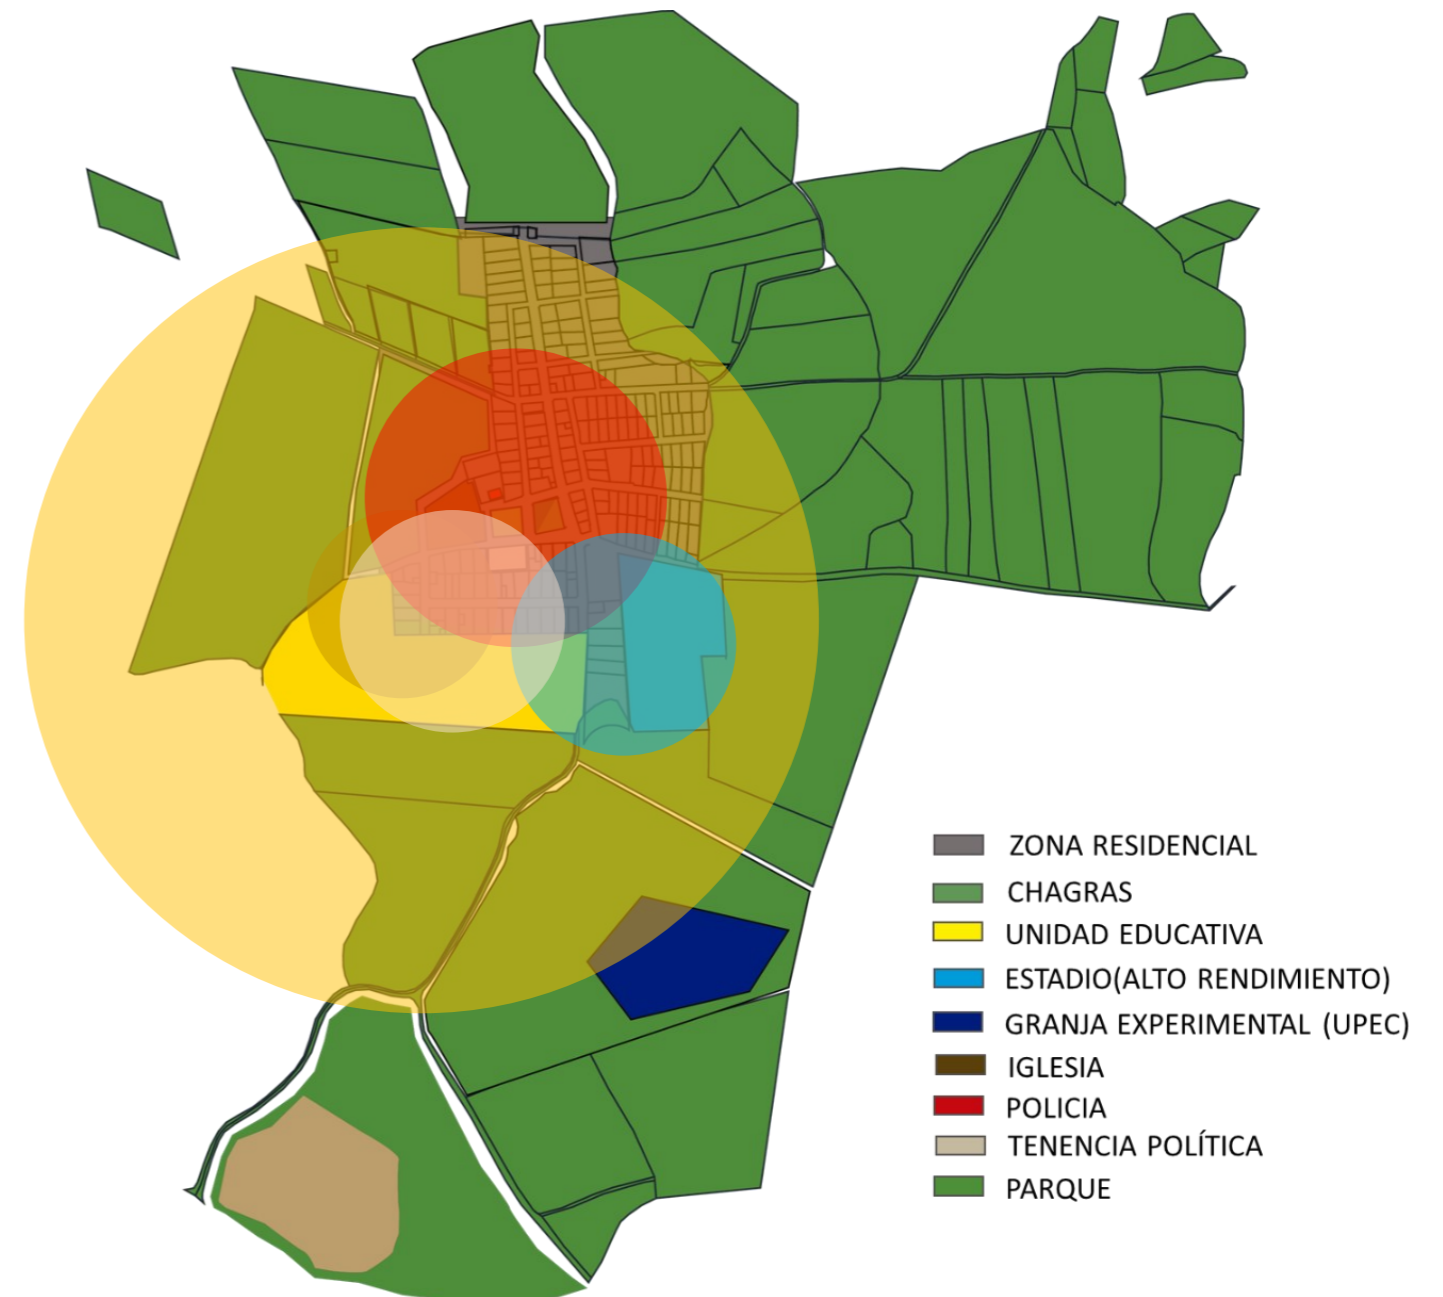 ZONA RESIDENCIAL
CHAGRAS
UNIDAD EDUCATIVA
ESTADIO(ALTO RENDIMIENTO)
GRANJA EXPERIMENTAL (UPEC)
IGLESIA
POLICIA
TENENCIA POLÍTICA
PARQUE